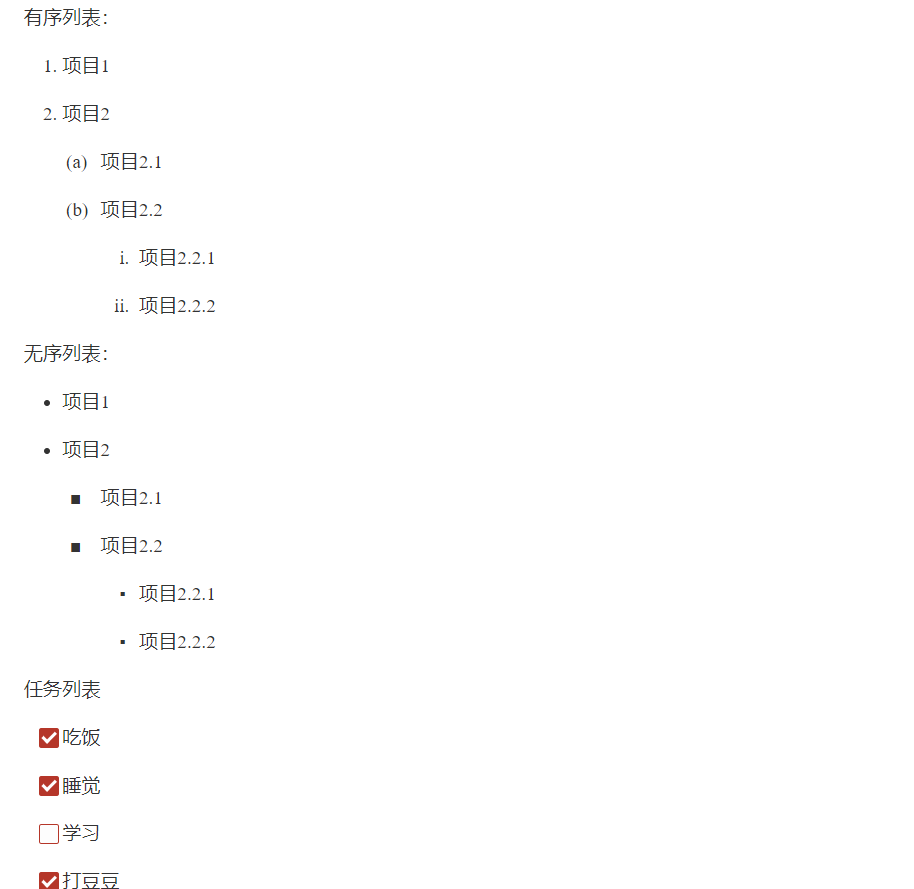 有序列表：
1. 项目1
2. 项目2
(a) 项目2.1
(b) 项目2.2
i. 项目2.2.1
ii. 项目2.2.2
无序列表：
• 项目1
• 项目2
■ 项目2.1
■ 项目2.2
▪ 项目2.2.1
▪ 项目2.2.2
任务列表
吃饭
睡觉
学习
打豆豆